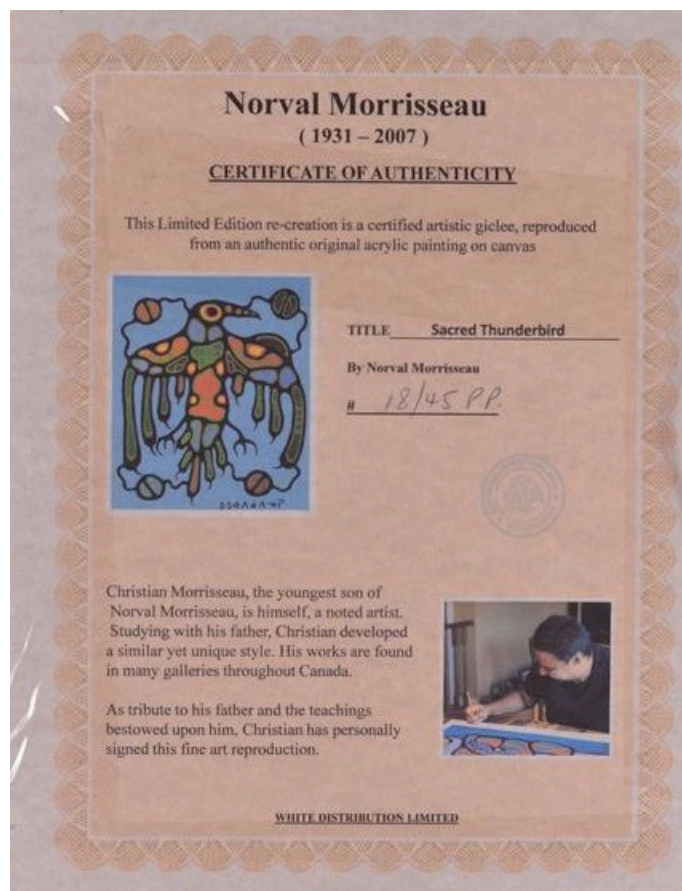 Norval Morrisseau
( 1931 – 2007 )
CERTIFICATE OF AUTHENTICITY
This Limited Edition re-creation is a certified artistic giclee, reproduced
from an authentic original acrylic painting on canvas
TITLE Sacred Thunderbird
By Norval Morrisseau
# 18/45 P.P.
Christian Morrisseau, the youngest son of
Norval Morrisseau, is himself, a noted artist.
Studying with his father, Christian developed
a similar yet unique style. His works are found
in many galleries throughout Canada.
As tribute to his father and the teachings
bestowed upon him, Christian has personally
signed this fine art reproduction.
WHITE DISTRIBUTION LIMITED